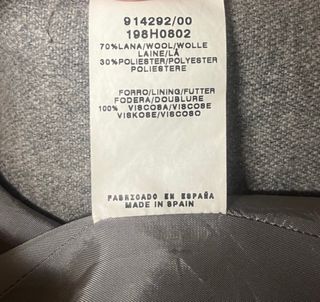 914292/00
198H0802
70%LANA/WOOL/WOLLE
LAINE/LÃ
30%POLIESTER/POLYESTER
POLIESTERE
FORRO/LINING/FUTTER
FODERA/DOUBLURE
100% VISCOSA/VISCOSE
VISKOSE/VISCOSO
FABRICADO EN ESPAÑA
MADE IN SPAIN